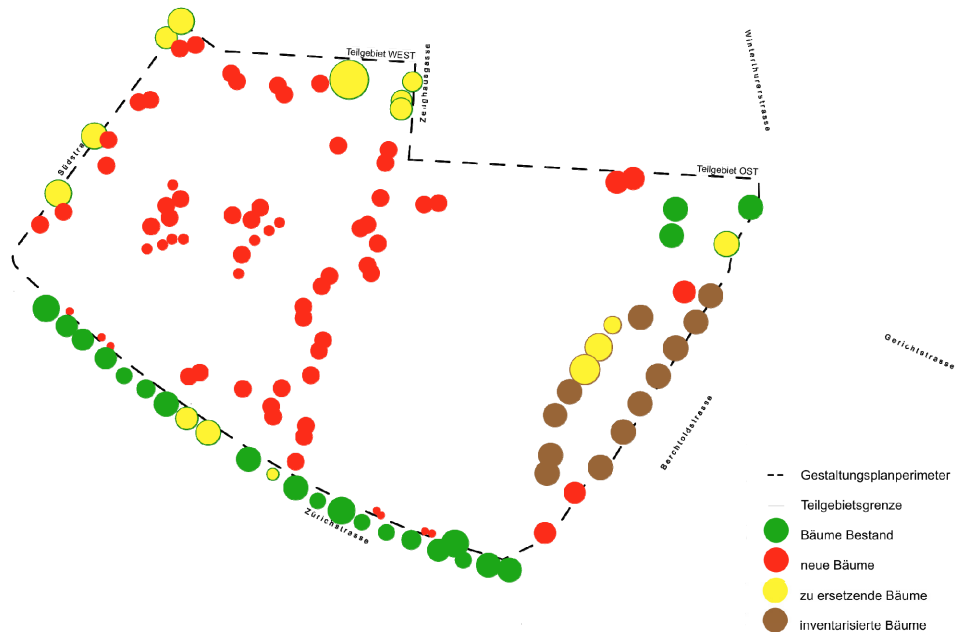 Teilgebiet WEST
Zeughausgasse
Winterthurerstrasse
Südstra
Teilgebiet OST
Gerichtstrasse
Berchtoldstrasse
Zürichstrasse
Gestaltungsplanperimeter
Teilgebietsgrenze
Bäume Bestand
neue Bäume
zu ersetzende Bäume
inventarisierte Bäume